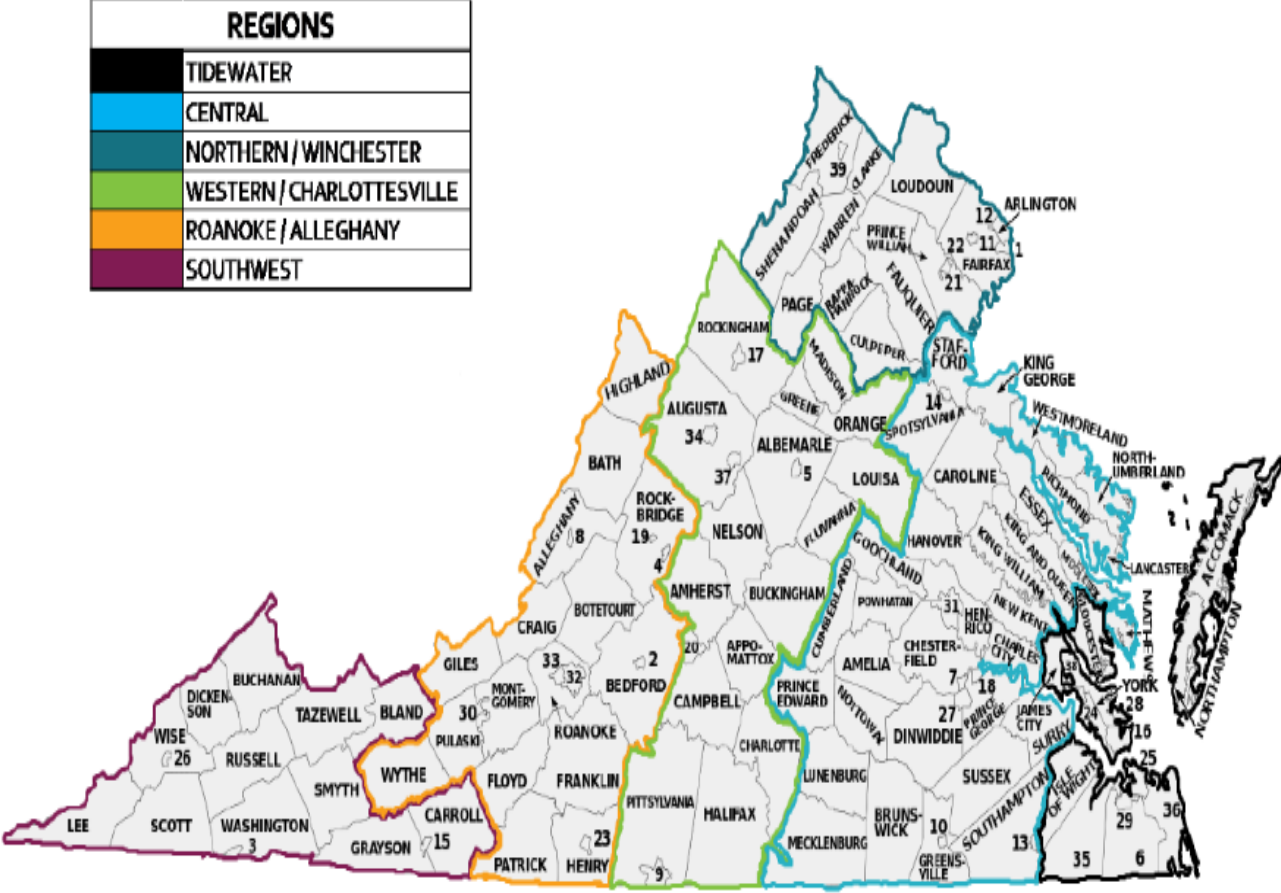 REGIONS
TIDEWATER
CENTRAL
NORTHERN / WINCHESTER
WESTERN / CHARLOTTESVILLE
ROANOKE / ALLEGHANY
SOUTHWEST
FREDERICK
39
CLARKE
LOUDOUN
SHENANDOAH
WARREN
12
ARLINGTON
PRINCE
WILLIAM
22
11
1
FAIRFAX
21
FAUQUIER
PAGE
RAPPA-
HANNOCK
CULPEPER
ROCKINGHAM
17
MADISON
STAF-
FORD
KING
GEORGE
HIGHLAND
AUGUSTA
GREENE
ORANGE
14
SPOTSYLVANIA
WESTMORELAND
34
ALBEMARLE
5
37
BATH
LOUISA
CAROLINE
NORTH-
UMBERLAND
RICHMOND
ESSEX
ROCK-
BRIDGE
19
4
ALLEGHANY
8
NELSON
FLUVANNA
GOOCHLAND
HANOVER
KING AND QUEEN
KING WILLIAM
LANCASTER
ACCOMACK
NORTHAMPTON
MATHEWS
GLOUCESTER
AMHERST
BUCKINGHAM
CUMBERLAND
POWHATAN
31
HEN-
RICO
NEW KENT
CHARLES
CITY
BOTETOURT
CRAIG
GILES
33
32
2
BEDFORD
20
APPO-
MATTOX
CAMPBELL
PRINCE
EDWARD
AMELIA
CHESTER-
FIELD
7
18
38
YORK
28
16
25
JAMES
CITY
SURRY
NOTTOWN
27
PRINCE
GEORGE
DINWIDDIE
BUCHANAN
DICKEN-
SON
TAZEWELL
BLAND
30
MONT-
GOMERY
PULASKI
ROANOKE
WISE
26
RUSSELL
SMYTH
WYTHE
FLOYD
FRANKLIN
CHARLOTTE
LUNENBURG
SUSSEX
SOUTHAMPTON
ISLE
OF WIGHT
PITTSYLVANIA
HALIFAX
LEE
SCOTT
WASHINGTON
3
GRAYSON
CARROLL
15
PATRICK
HENRY
23
9
MECKLENBURG
BRUNS-
WICK
10
GREENS-
VILLE
13
35
29
6
36